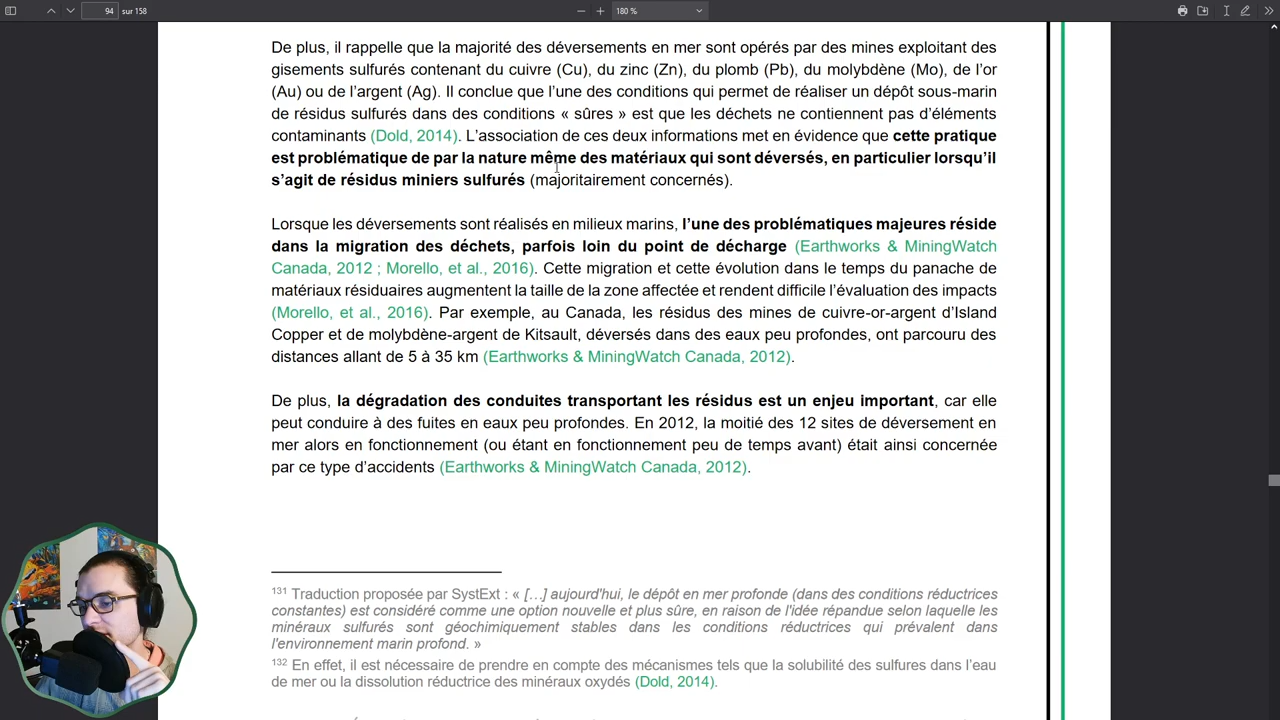 94 sur 158
180 %
De plus, il rappelle que la majorité des déversements en mer sont opérés par des mines exploitant des
gisements sulfurés contenant du cuivre (Cu), du zinc (Zn), du plomb (Pb), du molybdène (Mo), de l’or
(Au) ou de l’argent (Ag). Il conclue que l’une des conditions qui permet de réaliser un dépôt sous-marin
de résidus sulfurés dans des conditions « sûres » est que les déchets ne contiennent pas d’éléments
contaminants (Dold, 2014). L’association de ces deux informations met en évidence que cette pratique
est problématique de par la nature même des matériaux qui sont déversés, en particulier lorsqu’il
s’agit de résidus miniers sulfurés (majoritairement concernés).
Lorsque les déversements sont réalisés en milieux marins, l’une des problématiques majeures réside
dans la migration des déchets, parfois loin du point de décharge (Earthworks & MiningWatch
Canada, 2012 ; Morello, et al., 2016). Cette migration et cette évolution dans le temps du panache de
matériaux résiduaires augmentent la taille de la zone affectée et rendent difficile l’évaluation des impacts
(Morello, et al., 2016). Par exemple, au Canada, les résidus des mines de cuivre-or-argent d’Island
Copper et de molybdène-argent de Kitsault, déversés dans des eaux peu profondes, ont parcouru des
distances allant de 5 à 35 km (Earthworks & MiningWatch Canada, 2012).
De plus, la dégradation des conduites transportant les résidus est un enjeu important, car elle
peut conduire à des fuites en eaux peu profondes. En 2012, la moitié des 12 sites de déversement en
mer alors en fonctionnement (ou étant en fonctionnement peu de temps avant) était ainsi concernée
par ce type d’accidents (Earthworks & MiningWatch Canada, 2012).
131 Traduction proposée par SystExt : « […] aujourd'hui, le dépôt en mer profonde (dans des conditions réductrices
constantes) est considéré comme une option nouvelle et plus sûre, en raison de l'idée répandue selon laquelle les
minéraux sulfurés sont géochimiquement stables dans les conditions réductrices qui prévalent dans
l'environnement marin profond. »
132 En effet, il est nécessaire de prendre en compte des mécanismes tels que la solubilité des sulfures dans l’eau
de mer ou la dissolution réductrice des minéraux oxydés (Dold, 2014).